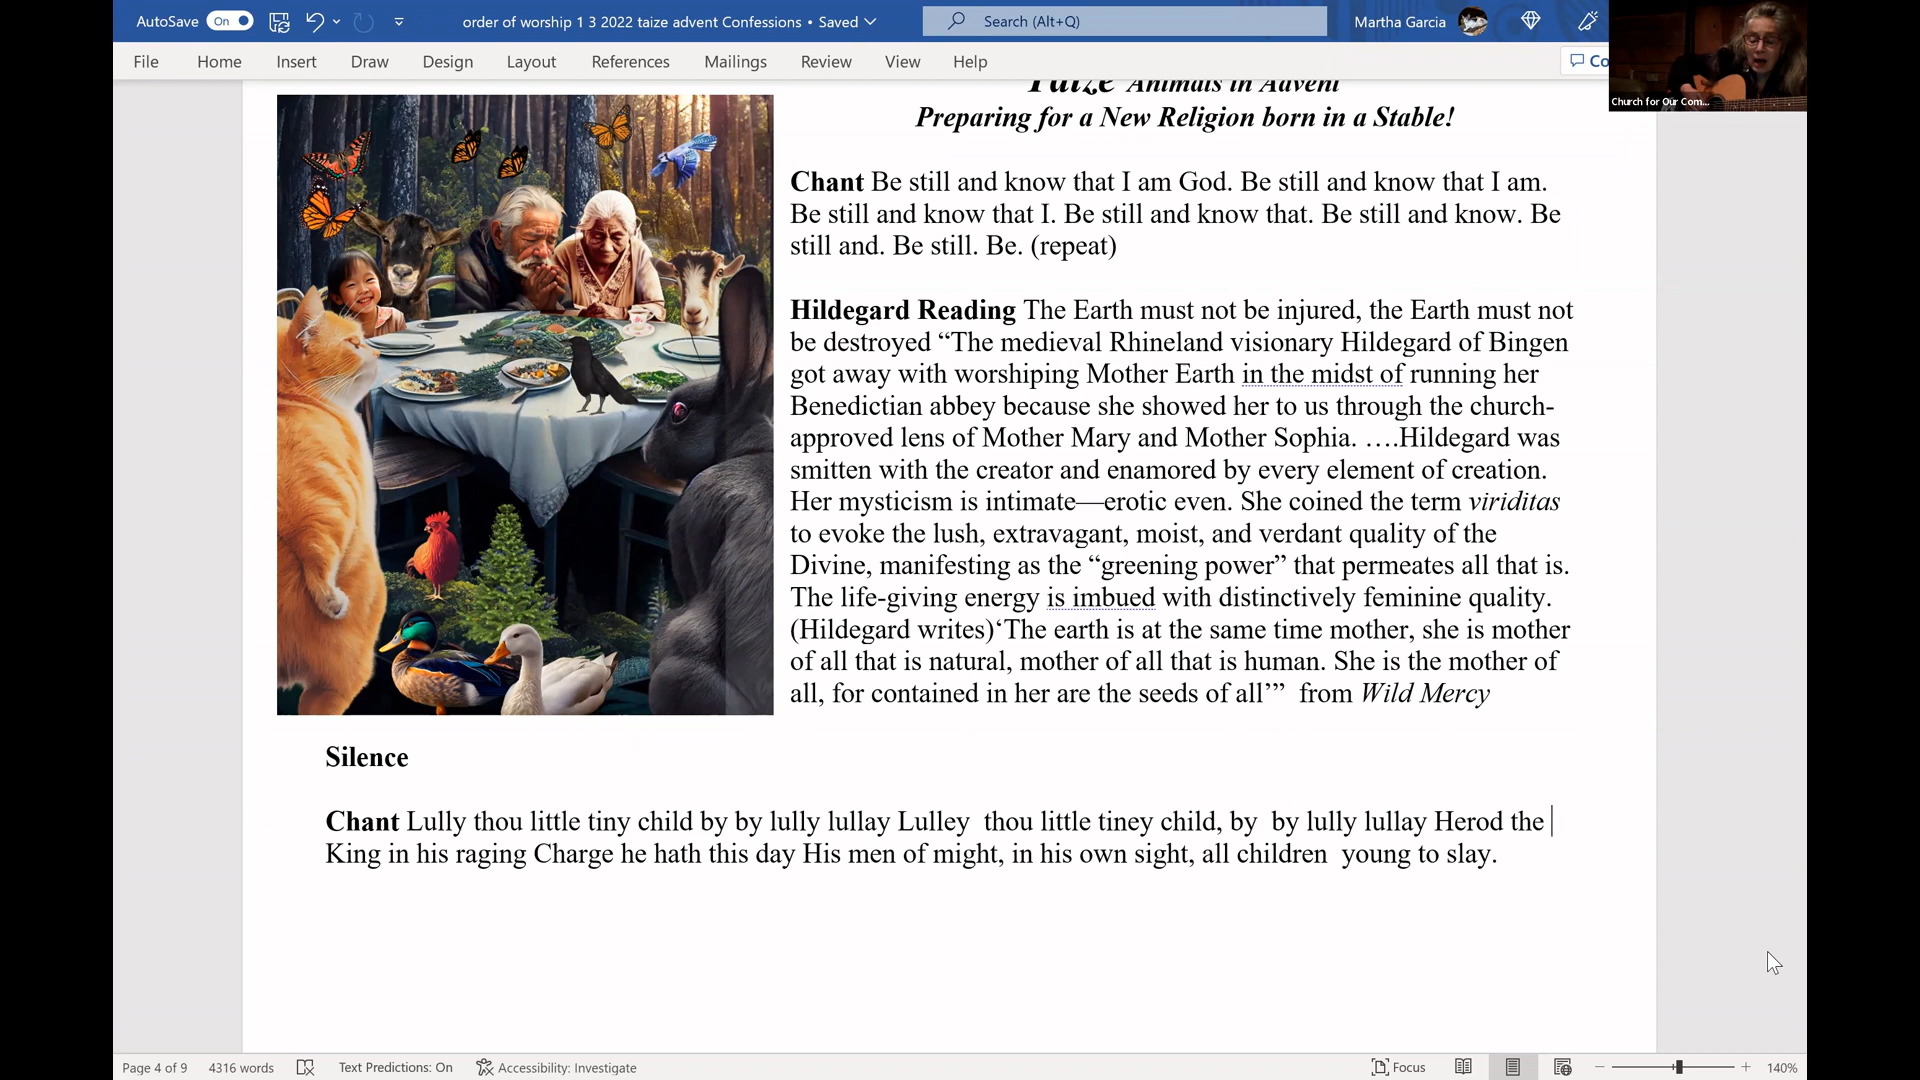 AutoSave On order of worship 1 3 2022 taize advent Confessions • Saved Search (Alt+Q) Martha Garcia
File Home Insert Draw Design Layout References Mailings Review View Help Co
Church for Our Com...
Taize Animals in Advent
Preparing for a New Religion born in a Stable!
Chant Be still and know that I am God. Be still and know that I am.
Be still and know that I. Be still and know that. Be still and know. Be
still and. Be still. Be. (repeat)
Hildegard Reading The Earth must not be injured, the Earth must not
be destroyed “The medieval Rhineland visionary Hildegard of Bingen
got away with worshiping Mother Earth in the midst of running her
Benedictian abbey because she showed her to us through the church-
approved lens of Mother Mary and Mother Sophia. ….Hildegard was
smitten with the creator and enamored by every element of creation.
Her mysticism is intimate—erotic even. She coined the term viriditas
to evoke the lush, extravagant, moist, and verdant quality of the
Divine, manifesting as the “greening power” that permeates all that is.
The life-giving energy is imbued with distinctively feminine quality.
(Hildegard writes)‘The earth is at the same time mother, she is mother
of all that is natural, mother of all that is human. She is the mother of
all, for contained in her are the seeds of all’” from Wild Mercy
Silence
Chant Lully thou little tiny child by by lully lullay Lulley thou little tiney child, by by lully lullay Herod the
King in his raging Charge he hath this day His men of might, in his own sight, all children young to slay.
Page 4 of 9 4316 words Text Predictions: On Accessibility: Investigate Focus 140%